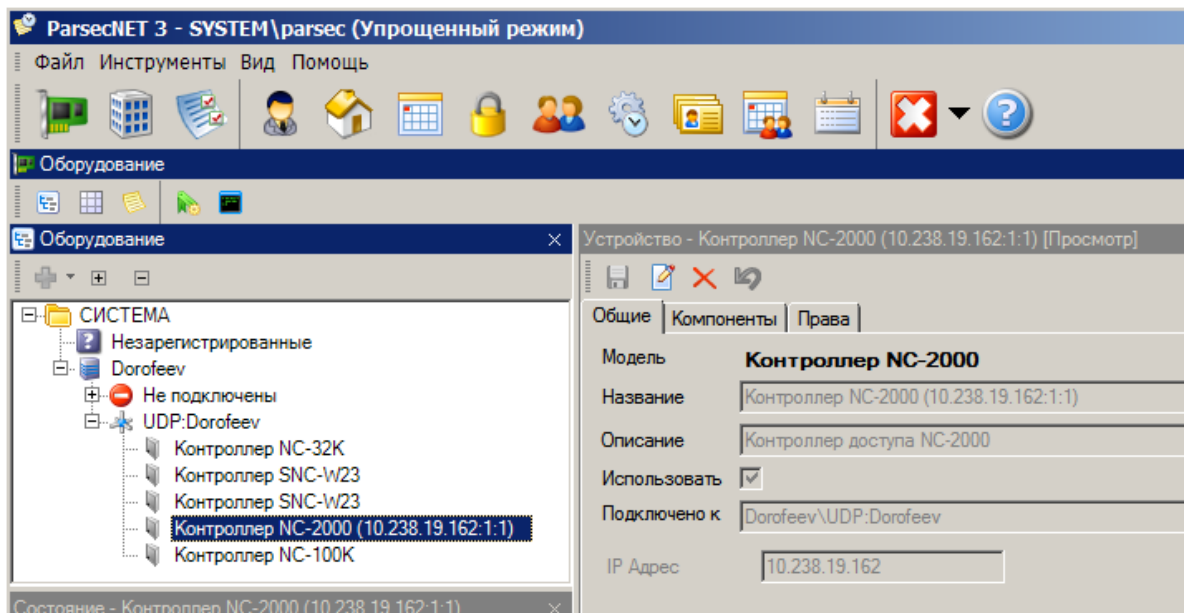 ParsecNET 3 - SYSTEM\parsec (Упрощенный режим)
Файл Инструменты Вид Помощь
Оборудование
Оборудование
СИСТЕМА
Незарегистрированные
Dorofeev
Не подключены
UDP:Dorofeev
Контроллер NC-32K
Контроллер SNC-W23
Контроллер SNC-W23
Контроллер NC-2000 (10.238.19.162:1:1)
Контроллер NC-100K
Состояние - Контроллер NC-2000 (10.238.19.162:1:1)
Устройство - Контроллер NC-2000 (10.238.19.162:1:1) [Просмотр]
Общие Компоненты Права
Модель Контроллер NC-2000
Название Контроллер NC-2000 (10.238.19.162:1:1)
Описание Контроллер доступа NC-2000
Использовать
Подключено к Dorofeev\UDP:Dorofeev
IP Адрес 10.238.19.162